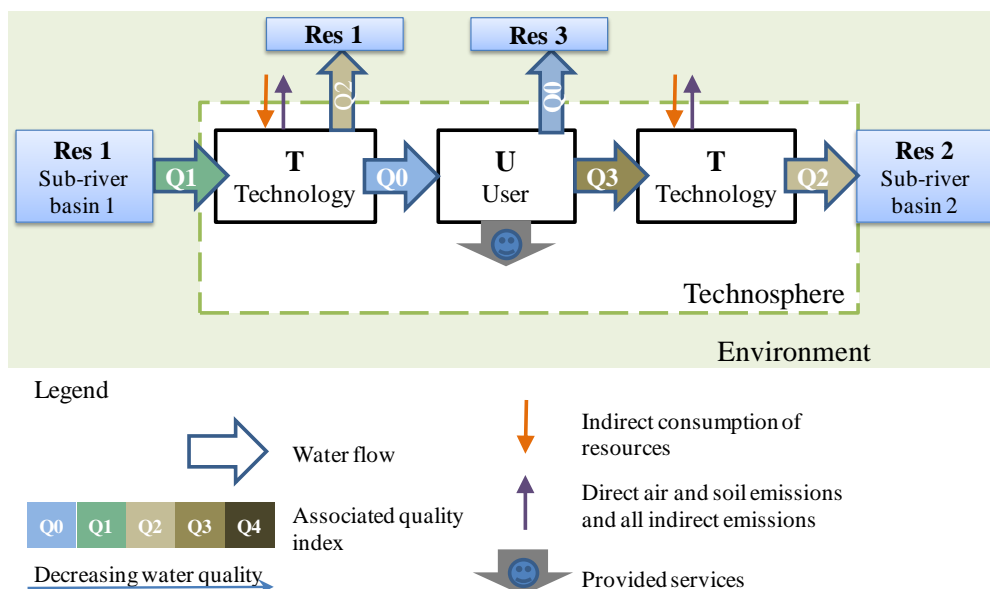 Res 1
Res 3
Q2
Q0
Res 1
Sub-river
basin 1
Q1
T
Technology
Q0
U
User
Q3
T
Technology
Q2
Res 2
Sub-river
basin 2
Technosphere
Environment
Legend
Water flow
Indirect consumption of
resources
Q0 Q1 Q2 Q3 Q4
Associated quality
index
Direct air and soil emissions
and all indirect emissions
Decreasing water quality
Provided services